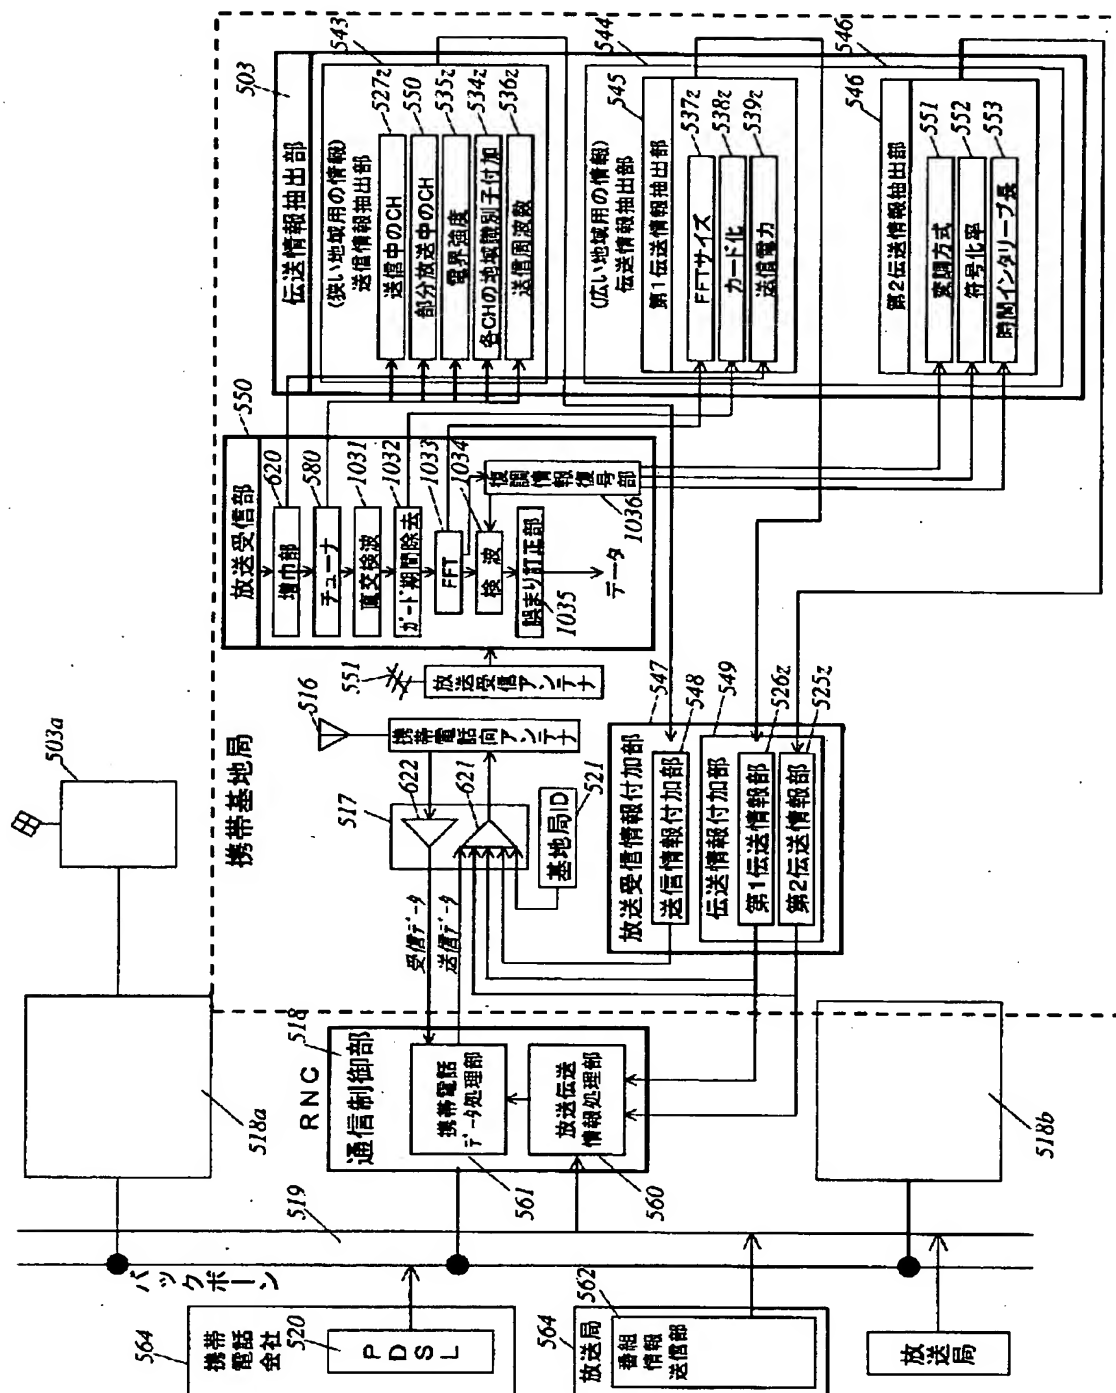 503a
518a
518b
519
バックボーン
564
携帯
電話
会社
520
PDSL
564
放送局
562
番組
情報
送信部
放送局
RNC
518
通信制御部
携帯電話
データ処理部
561
放送伝送
情報処理部
560
携帯基地局
受信データ
送信データ
517
622
621
516
携帯電話向アンテナ
基地局ID
521
551
放送受信アンテナ
放送受信情報付加部
547
送信情報付加部
548
伝送情報付加部
549
第1伝送情報部
526z
第2伝送情報部
525z
放送受信部
550
増巾部
620
チューナ
580
直交検波
1031
ガード期間除去
1032
FFT
1033
検波
1034
誤まり訂正部
1035
復調情報復号部
1036
データ
伝送情報抽出部
503
(狭い地域用の情報)
送信情報抽出部
543
送信中のCH
527z
部分放送中のCH
550
電界強度
535z
各CHの地域識別子付加
534z
送信周波数
536z
(広い地域用の情報)
伝送情報抽出部
544
第1伝送情報抽出部
545
FFTサイズ
537z
カード化
538z
送信電力
539z
546
第2伝送情報抽出部
546
変調方式
551
符号化率
552
時間インタリーブ長
553